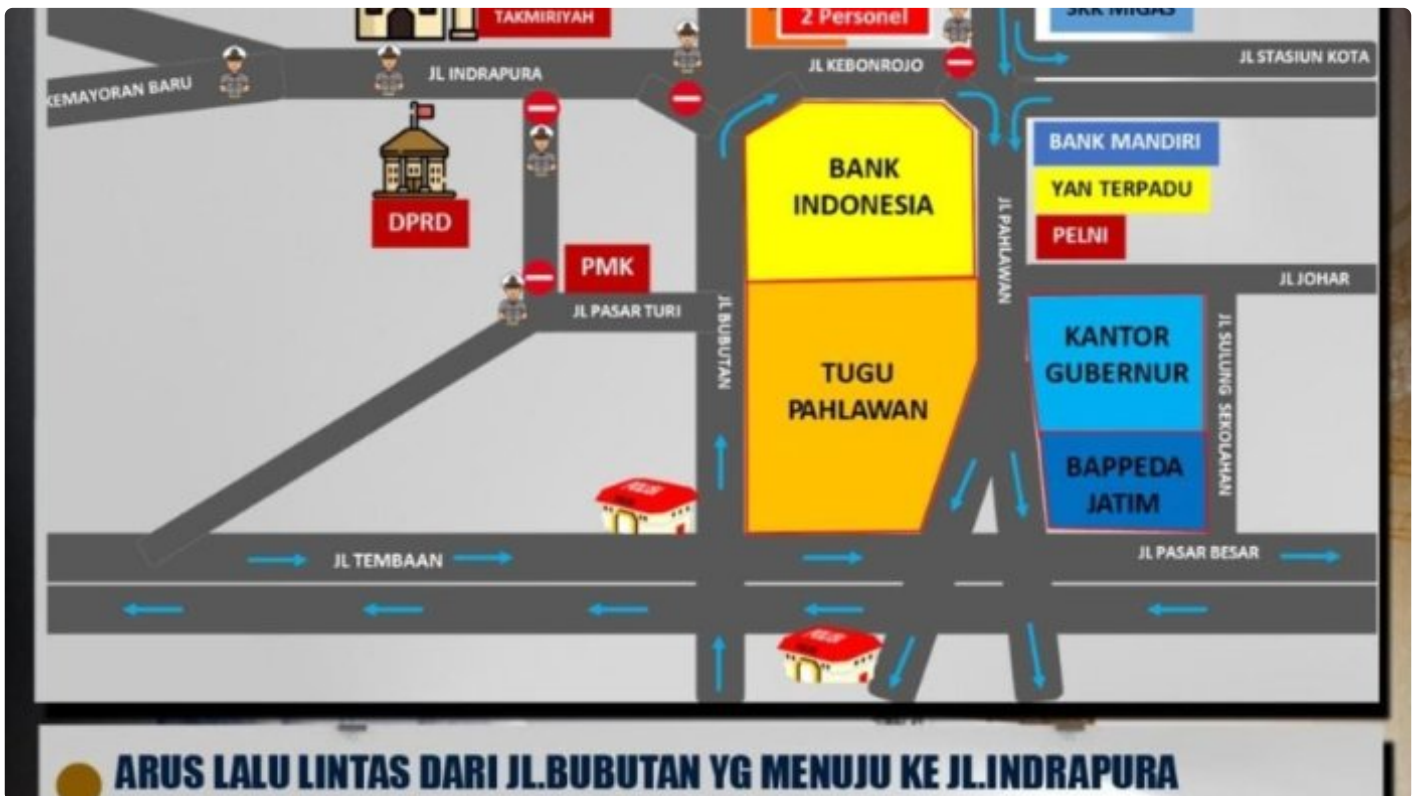 TAKMIRIYAH
2 Personel
SKK MIGAS
JL STASIUN KOTA
JL INDRAPURA
JL KEBONROJO
KEMAYORAN BARU
BANK MANDIRI
YAN TERPADU
PELNI
BANK
INDONESIA
DPRD
PMK
JL PASAR TURI
JL BUBUTAN
JL PAHLAWAN
JL JOHAR
TUGU
PAHLAWAN
KANTOR
GUBERNUR
JL SULUNG SEKOLAHAN
BAPPEDA
JATIM
JL TEMBAAN
JL PASAR BESAR
ARUS LALU LINTAS DARI JL.BUBUTAN YG MENUJU KE JL.INDRAPURA